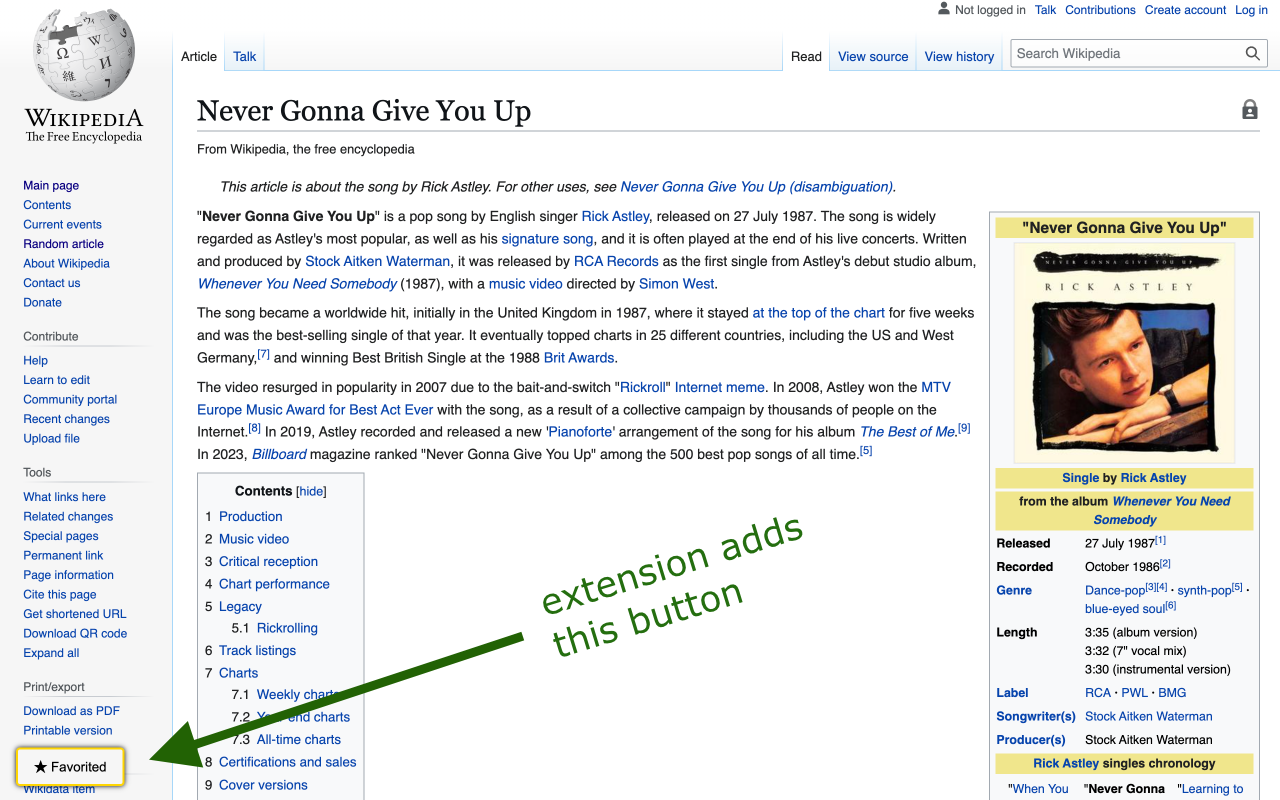 Not logged in Talk Contributions Create account Log in
Article Talk Read View source View history Search Wikipedia
WIKIPEDIA
The Free Encyclopedia
Main page
Contents
Current events
Random article
About Wikipedia
Contact us
Donate
Contribute
Help
Learn to edit
Community portal
Recent changes
Upload file
Tools
What links here
Related changes
Special pages
Permanent link
Page information
Cite this page
Get shortened URL
Download QR code
Expand all
Print/export
Download as PDF
Printable version
★ Favorited
Wikidata item
Never Gonna Give You Up
From Wikipedia, the free encyclopedia
This article is about the song by Rick Astley. For other uses, see Never Gonna Give You Up (disambiguation).
"Never Gonna Give You Up" is a pop song by English singer Rick Astley, released on 27 July 1987. The song is widely
regarded as Astley's most popular, as well as his signature song, and it is often played at the end of his live concerts. Written
and produced by Stock Aitken Waterman, it was released by RCA Records as the first single from Astley's debut studio album,
Whenever You Need Somebody (1987), with a music video directed by Simon West.
The song became a worldwide hit, initially in the United Kingdom in 1987, where it stayed at the top of the chart for five weeks
and was the best-selling single of that year. It eventually topped charts in 25 different countries, including the US and West
Germany,[7] and winning Best British Single at the 1988 Brit Awards.
The video resurged in popularity in 2007 due to the bait-and-switch "Rickroll" Internet meme. In 2008, Astley won the MTV
Europe Music Award for Best Act Ever with the song, as a result of a collective campaign by thousands of people on the
Internet.[8] In 2019, Astley recorded and released a new 'Pianoforte' arrangement of the song for his album The Best of Me.[9]
In 2023, Billboard magazine ranked "Never Gonna Give You Up" among the 500 best pop songs of all time.[5]
Contents [hide]
1 Production
2 Music video
3 Critical reception
4 Chart performance
5 Legacy
5.1 Rickrolling
6 Track listings
7 Charts
7.1 Weekly charts
7.2 Year-end charts
7.3 All-time charts
8 Certifications and sales
9 Cover versions
extension adds
this button
"Never Gonna Give You Up"
NEVER GONNA GIVE YOU UP
RICK ASTLEY
Single by Rick Astley
from the album Whenever You Need
Somebody
Released 27 July 1987[1]
Recorded October 1986[2]
Genre Dance-pop[3][4] · synth-pop[5] ·
blue-eyed soul[6]
Length 3:35 (album version)
3:32 (7" vocal mix)
3:30 (instrumental version)
Label RCA · PWL · BMG
Songwriter(s) Stock Aitken Waterman
Producer(s) Stock Aitken Waterman
Rick Astley singles chronology
"When You "Never Gonna "Learning to